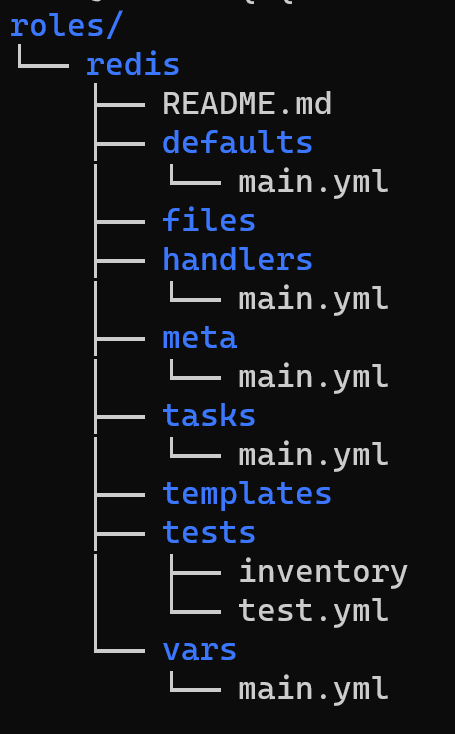 roles/
└── redis
    ├── README.md
    ├── defaults
    │   └── main.yml
    ├── files
    ├── handlers
    │   └── main.yml
    ├── meta
    │   └── main.yml
    ├── tasks
    │   └── main.yml
    ├── templates
    ├── tests
    │   ├── inventory
    │   └── test.yml
    └── vars
        └── main.yml